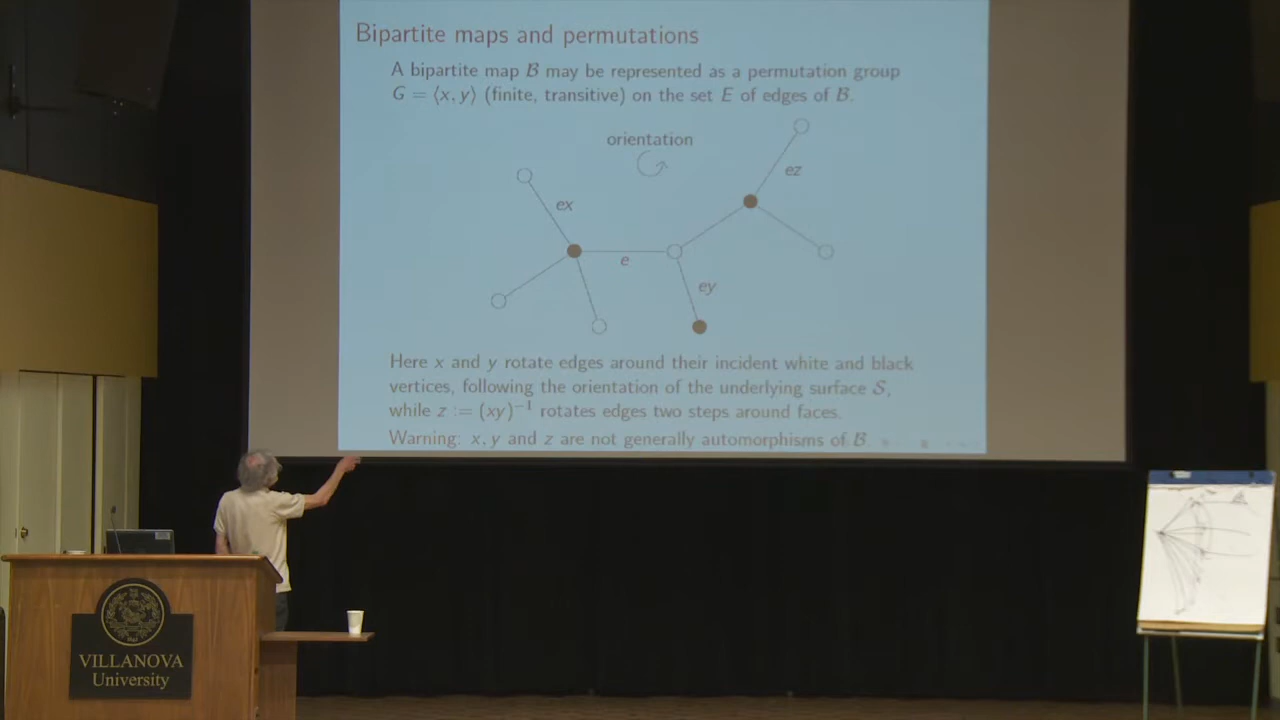 Bipartite maps and permutations
A bipartite map B may be represented as a permutation group
G = ⟨x, y⟩ (finite, transitive) on the set E of edges of B.
orientation
ez
ex
e
ey
Here x and y rotate edges around their incident white and black
vertices, following the orientation of the underlying surface S,
while z := (xy)⁻¹ rotates edges two steps around faces.
Warning: x, y and z are not generally automorphisms of B.
VILLANOVA
University